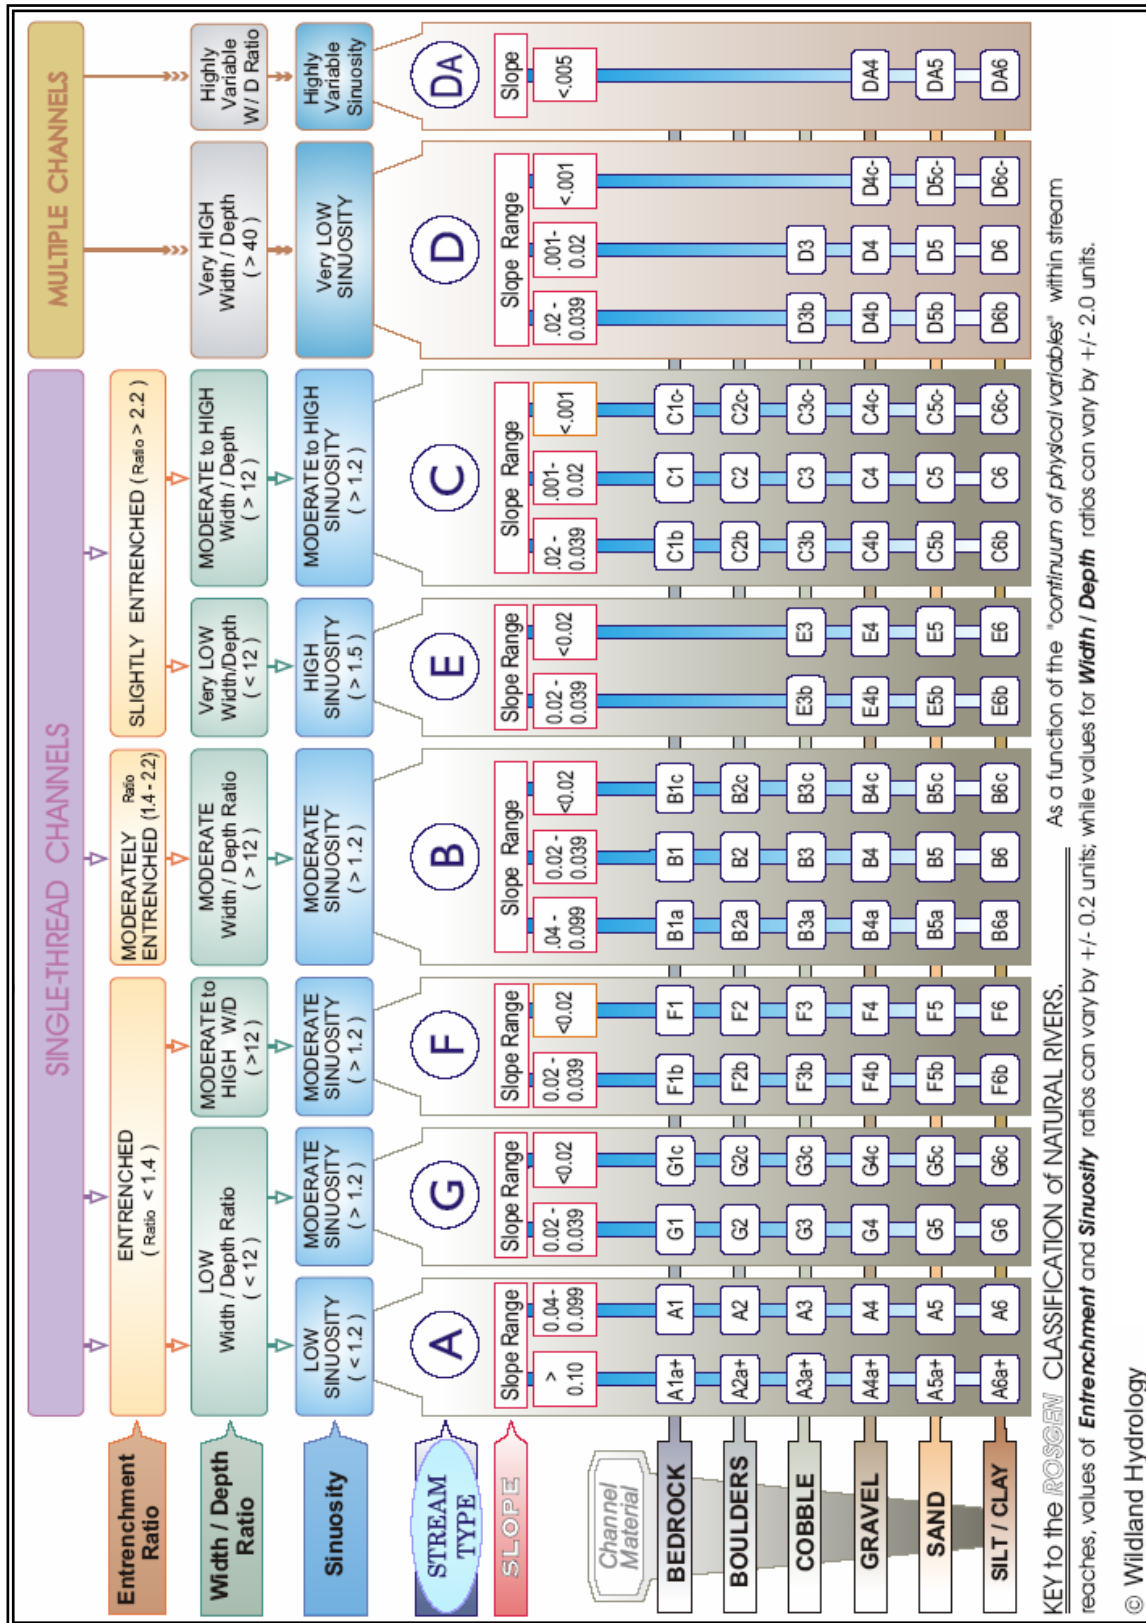 SINGLE-THREAD CHANNELS
MULTIPLE CHANNELS
Entrenchment
Ratio
ENTRENCHED
( Ratio < 1.4 )
MODERATELY Ratio
ENTRENCHED (1.4 - 2.2)
SLIGHTLY ENTRENCHED ( Ratio > 2.2 )
Width / Depth
Ratio
LOW
Width / Depth Ratio
( < 12 )
MODERATE to
HIGH W/D
( >12 )
MODERATE
Width / Depth Ratio
( > 12 )
Very LOW
Width/Depth
( < 12 )
MODERATE to HIGH
Width / Depth
( > 12 )
Very HIGH
Width / Depth
( > 40 )
Highly
Variable
W / D Ratio
Sinuosity
LOW
SINUOSITY
( < 1.2 )
MODERATE
SINUOSITY
( > 1.2 )
MODERATE
SINUOSITY
( > 1.2 )
MODERATE
SINUOSITY
( > 1.2 )
HIGH
SINUOSITY
( > 1.5 )
MODERATE to HIGH
SINUOSITY
( > 1.2 )
Very LOW
SINUOSITY
Highly
Variable
Sinuosity
STREAM
TYPE
A G F B E C D DA
SLOPE
Slope Range Slope Range Slope Range Slope Range Slope Range Slope Range Slope Range Slope
>
0.10
0.04-
0.099
0.02 -
0.039
<0.02
0.02 -
0.039
<0.02
.04 -
0.099
0.02 -
0.039
<0.02
0.02 -
0.039
<0.02
.02 -
0.039
.001-
0.02
<.001
.02 -
0.039
.001-
0.02
<.001
<.005
Channel
Material
BEDROCK A1a+ A1 G1 G1c F1b F1 B1a B1 B1c C1b C1 C1c-
BOULDERS A2a+ A2 G2 G2c F2b F2 B2a B2 B2c C2b C2 C2c-
COBBLE A3a+ A3 G3 G3c F3b F3 B3a B3 B3c E3b E3 C3b C3 C3c- D3b D3
GRAVEL A4a+ A4 G4 G4c F4b F4 B4a B4 B4c E4b E4 C4b C4 C4c- D4b D4 D4c- DA4
SAND A5a+ A5 G5 G5c F5b F5 B5a B5 B5c E5b E5 C5b C5 C5c- D5b D5 D5c- DA5
SILT / CLAY A6a+ A6 G6 G6c F6b F6 B6a B6 B6c E6b E6 C6b C6 C6c- D6b D6 D6c- DA6
KEY to the ROSGEN CLASSIFICATION of NATURAL RIVERS. As a function of the "continuum of physical variables" within stream
reaches, values of Entrenchment and Sinuosity ratios can vary by +/- 0.2 units; while values for Width / Depth ratios can vary by +/- 2.0 units.
© Wildland Hydrology